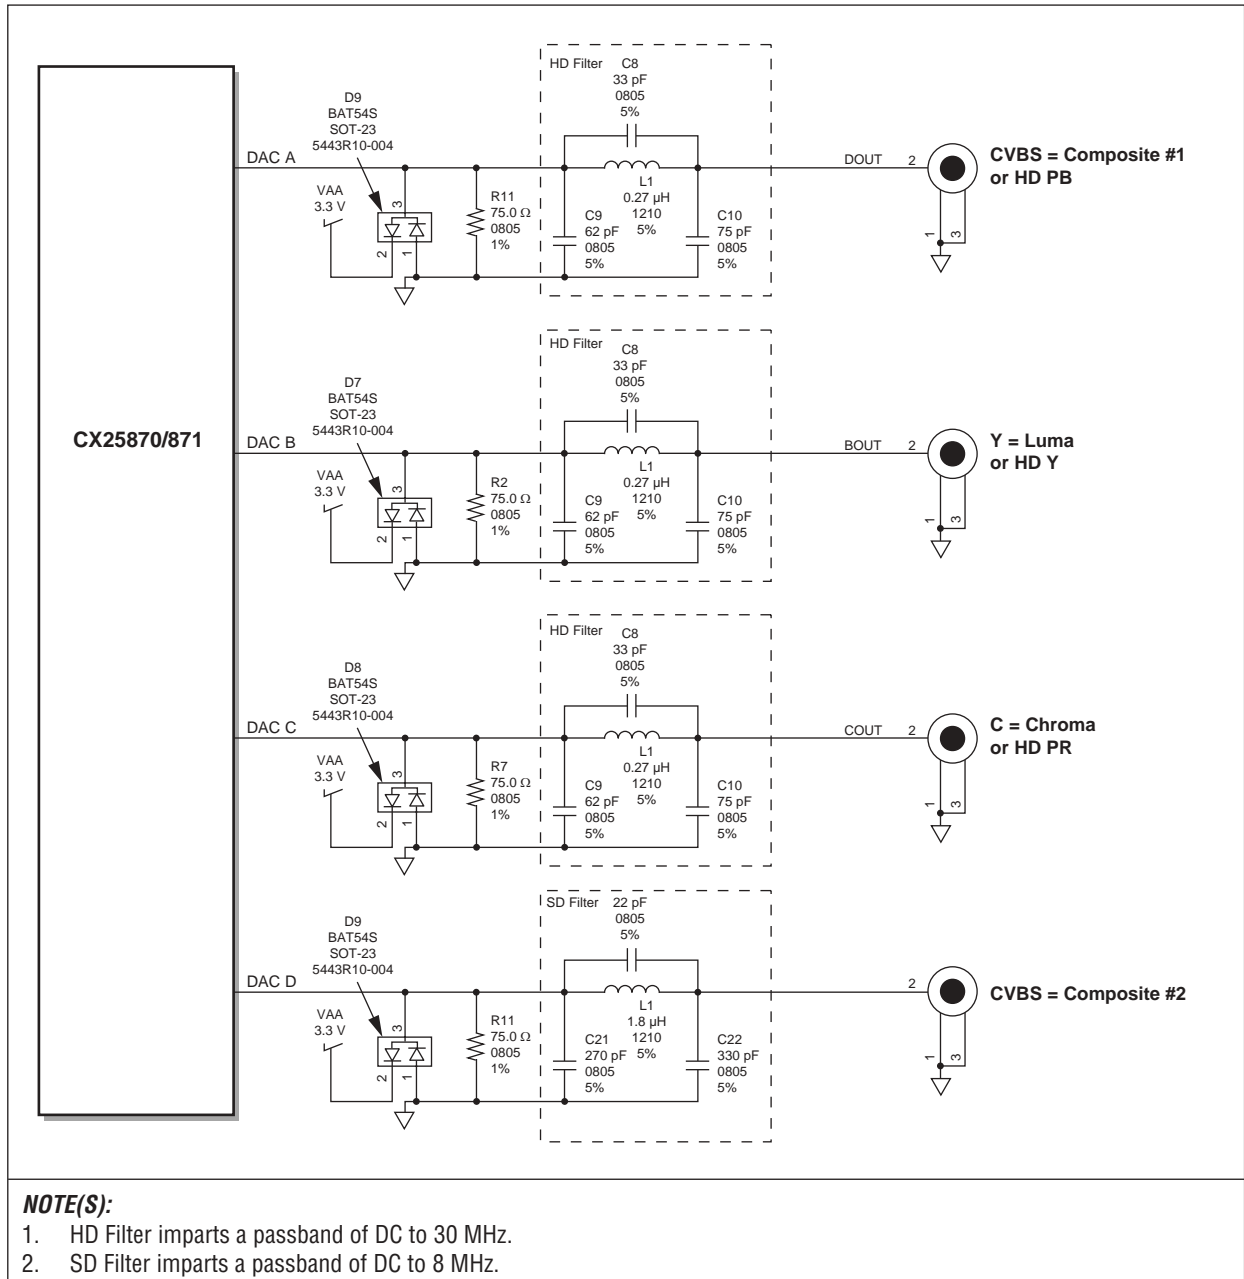 CX25870/871
D9
BAT54S
SOT-23
5443R10-004
DAC A
VAA
3.3 V
3
2
1
R11
75.0 Ω
0805
1%
HD Filter
C8
33 pF
0805
5%
L1
0.27 µH
1210
5%
C9
62 pF
0805
5%
C10
75 pF
0805
5%
DOUT
2
1
3
CVBS = Composite #1
or HD PB
D7
BAT54S
SOT-23
5443R10-004
DAC B
VAA
3.3 V
3
2
1
R2
75.0 Ω
0805
1%
HD Filter
C8
33 pF
0805
5%
L1
0.27 µH
1210
5%
C9
62 pF
0805
5%
C10
75 pF
0805
5%
BOUT
2
1
3
Y = Luma
or HD Y
D8
BAT54S
SOT-23
5443R10-004
DAC C
VAA
3.3 V
3
2
1
R7
75.0 Ω
0805
1%
HD Filter
C8
33 pF
0805
5%
L1
0.27 µH
1210
5%
C9
62 pF
0805
5%
C10
75 pF
0805
5%
COUT
2
1
3
C = Chroma
or HD PR
D9
BAT54S
SOT-23
5443R10-004
DAC D
VAA
3.3 V
3
2
1
R11
75.0 Ω
0805
1%
SD Filter
22 pF
0805
5%
L1
1.8 µH
1210
5%
C21
270 pF
0805
5%
C22
330 pF
0805
5%
2
1
3
CVBS = Composite #2
NOTE(S):
1. HD Filter imparts a passband of DC to 30 MHz.
2. SD Filter imparts a passband of DC to 8 MHz.